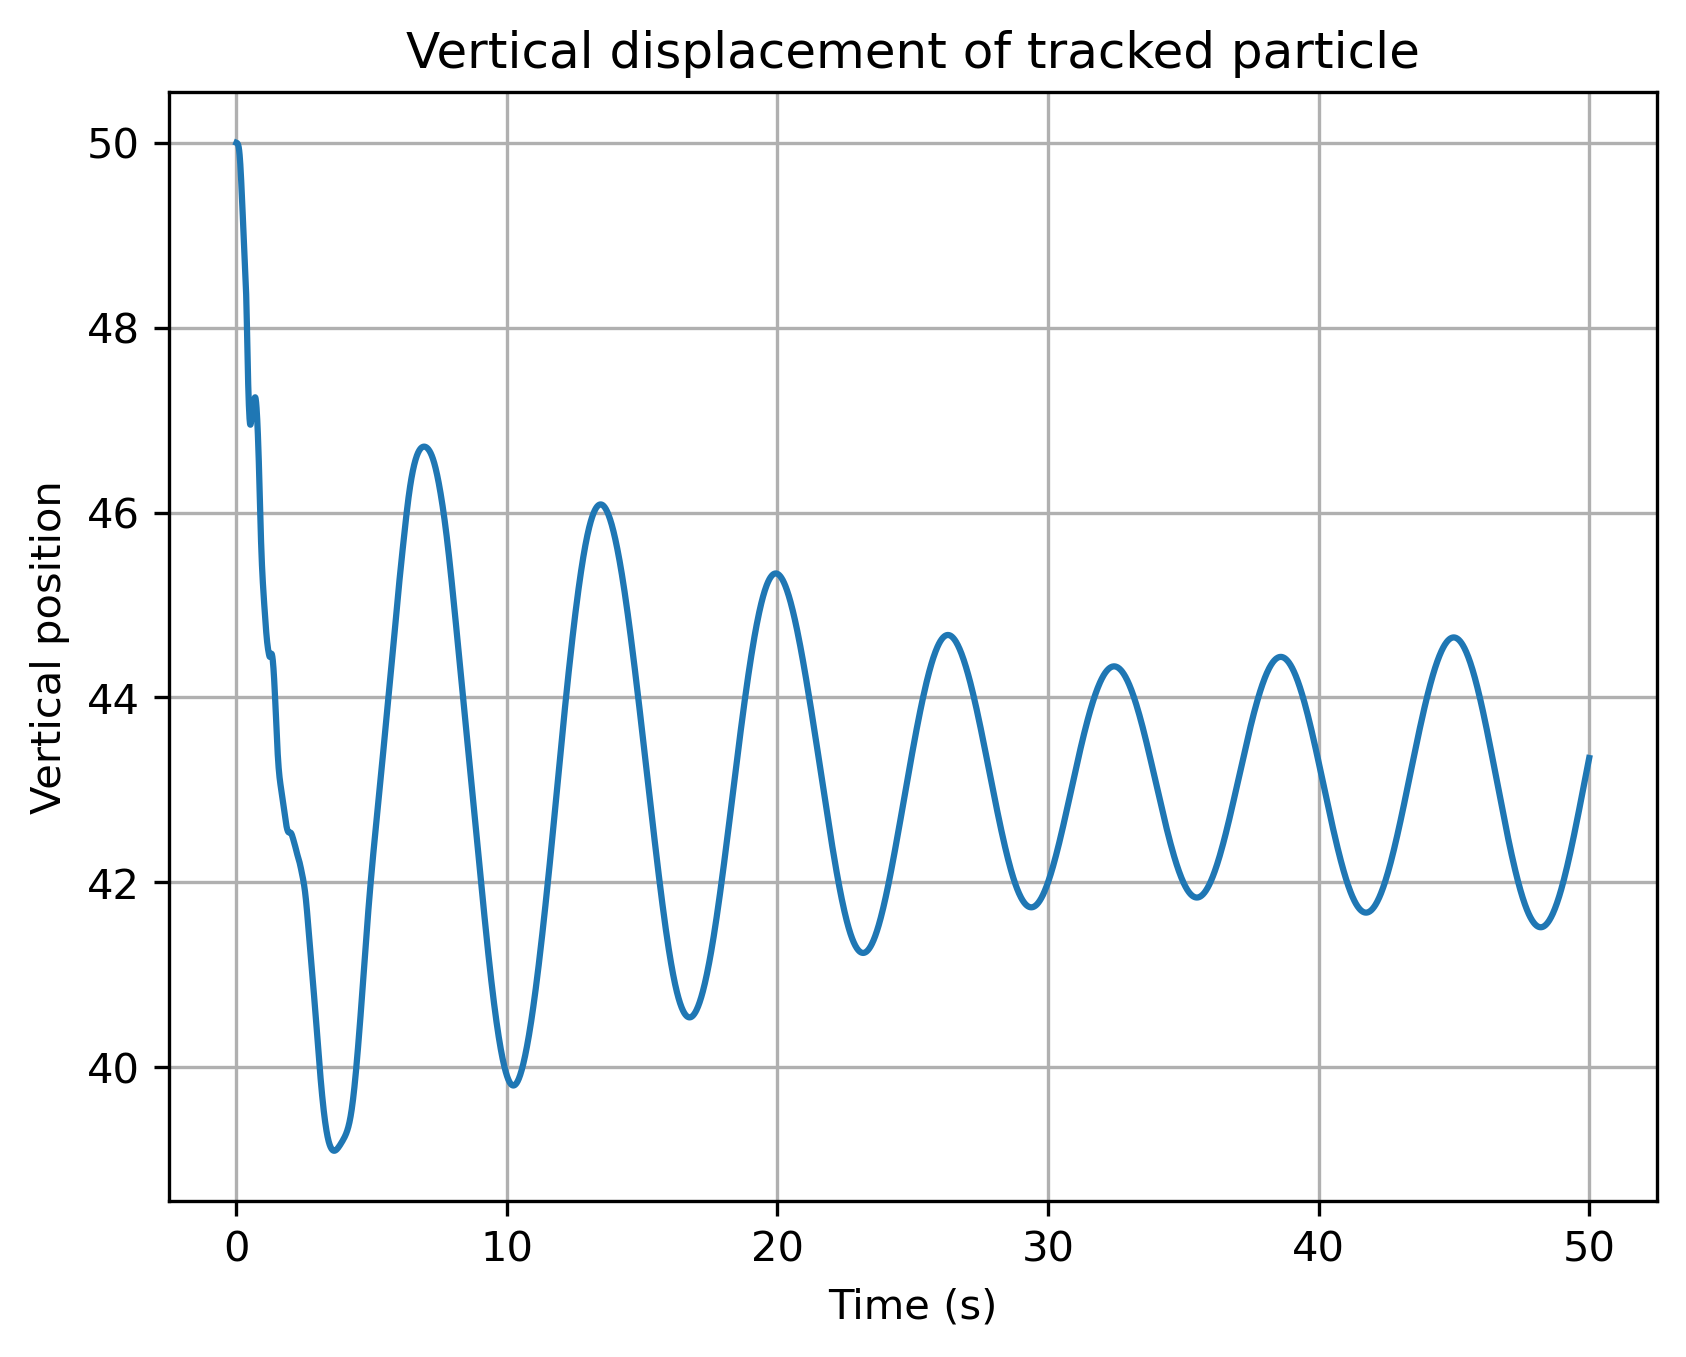 Vertical displacement of tracked particle
50
48
46
44
42
40
Vertical position
0 10 20 30 40 50
Time (s)